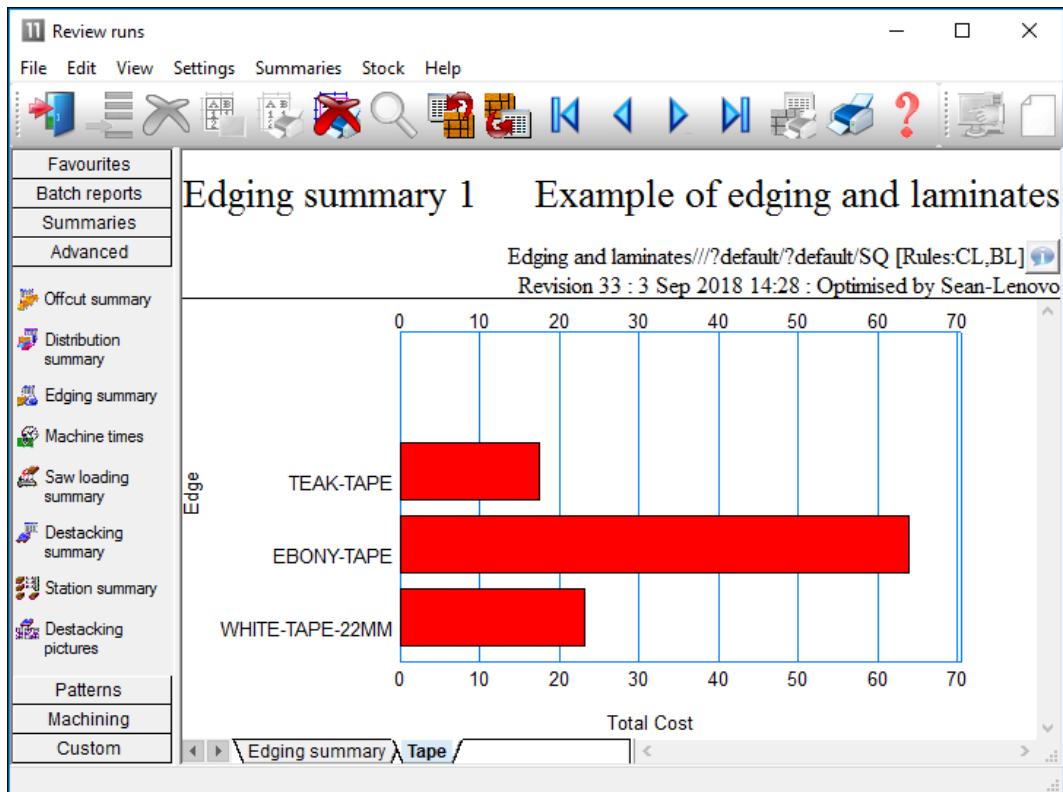 Review runs
File Edit View Settings Summaries Stock Help
Favourites
Batch reports
Summaries
Advanced
Offcut summary
Distribution
summary
Edging summary
Machine times
Saw loading
summary
Destacking
summary
Station summary
Destacking
pictures
Patterns
Machining
Custom
Edging summary 1 Example of edging and laminates
Edging and laminates///?default/?default/SQ [Rules:CL,BL]
Revision 33 : 3 Sep 2018 14:28 : Optimised by Sean-Lenovo
0 10 20 30 40 50 60 70
Edge
TEAK-TAPE
EBONY-TAPE
WHITE-TAPE-22MM
0 10 20 30 40 50 60 70
Total Cost
Edging summary Tape